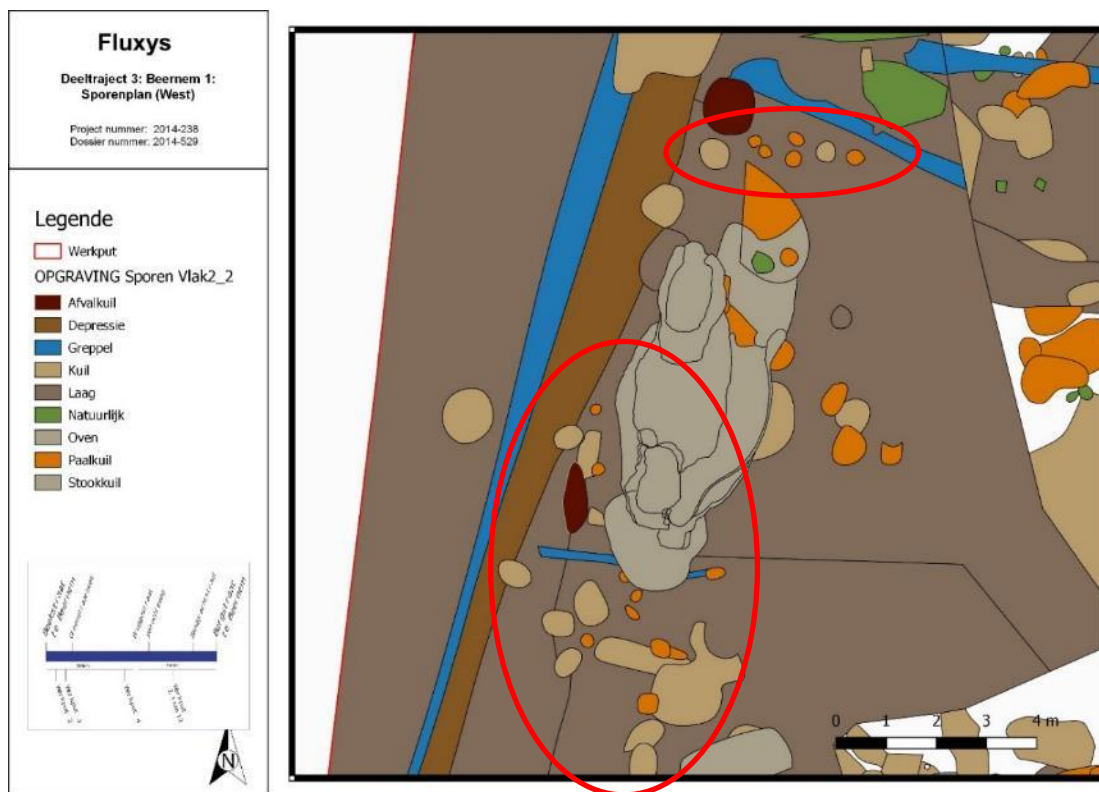 Fluxys
Deeltraject 3: Beernem 1:
Sporenplan (West)
Project nummer: 2014-238
Dossier nummer: 2014-529
Legende
Werkput
OPGRAVING Sporen Vlak2_2
Afvalkuil
Depressie
Greppel
Kuil
Laag
Natuurlijk
Oven
Paalkuil
Stookkuil
N
0 1 2 3 4 m